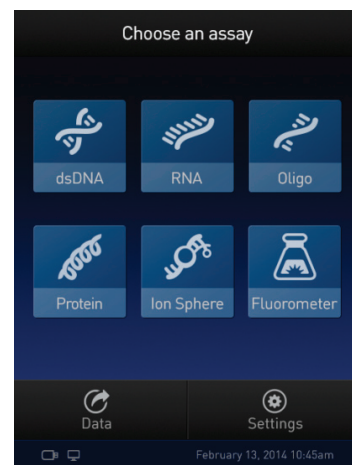 Choose an assay
dsDNA RNA Oligo
Protein Ion Sphere Fluorometer
Data Settings
February 13, 2014 10:45am